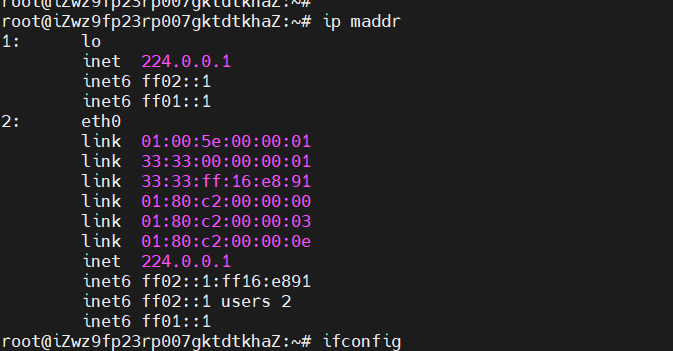 root@iZwz9fp23rp007gktdtkhaZ:~#
root@iZwz9fp23rp007gktdtkhaZ:~# ip maddr
1:      lo
        inet  224.0.0.1
        inet6 ff02::1
        inet6 ff01::1
2:      eth0
        link  01:00:5e:00:00:01
        link  33:33:00:00:00:01
        link  33:33:ff:16:e8:91
        link  01:80:c2:00:00:00
        link  01:80:c2:00:00:03
        link  01:80:c2:00:00:0e
        inet  224.0.0.1
        inet6 ff02::1:ff16:e891
        inet6 ff02::1 users 2
        inet6 ff01::1
root@iZwz9fp23rp007gktdtkhaZ:~# ifconfig